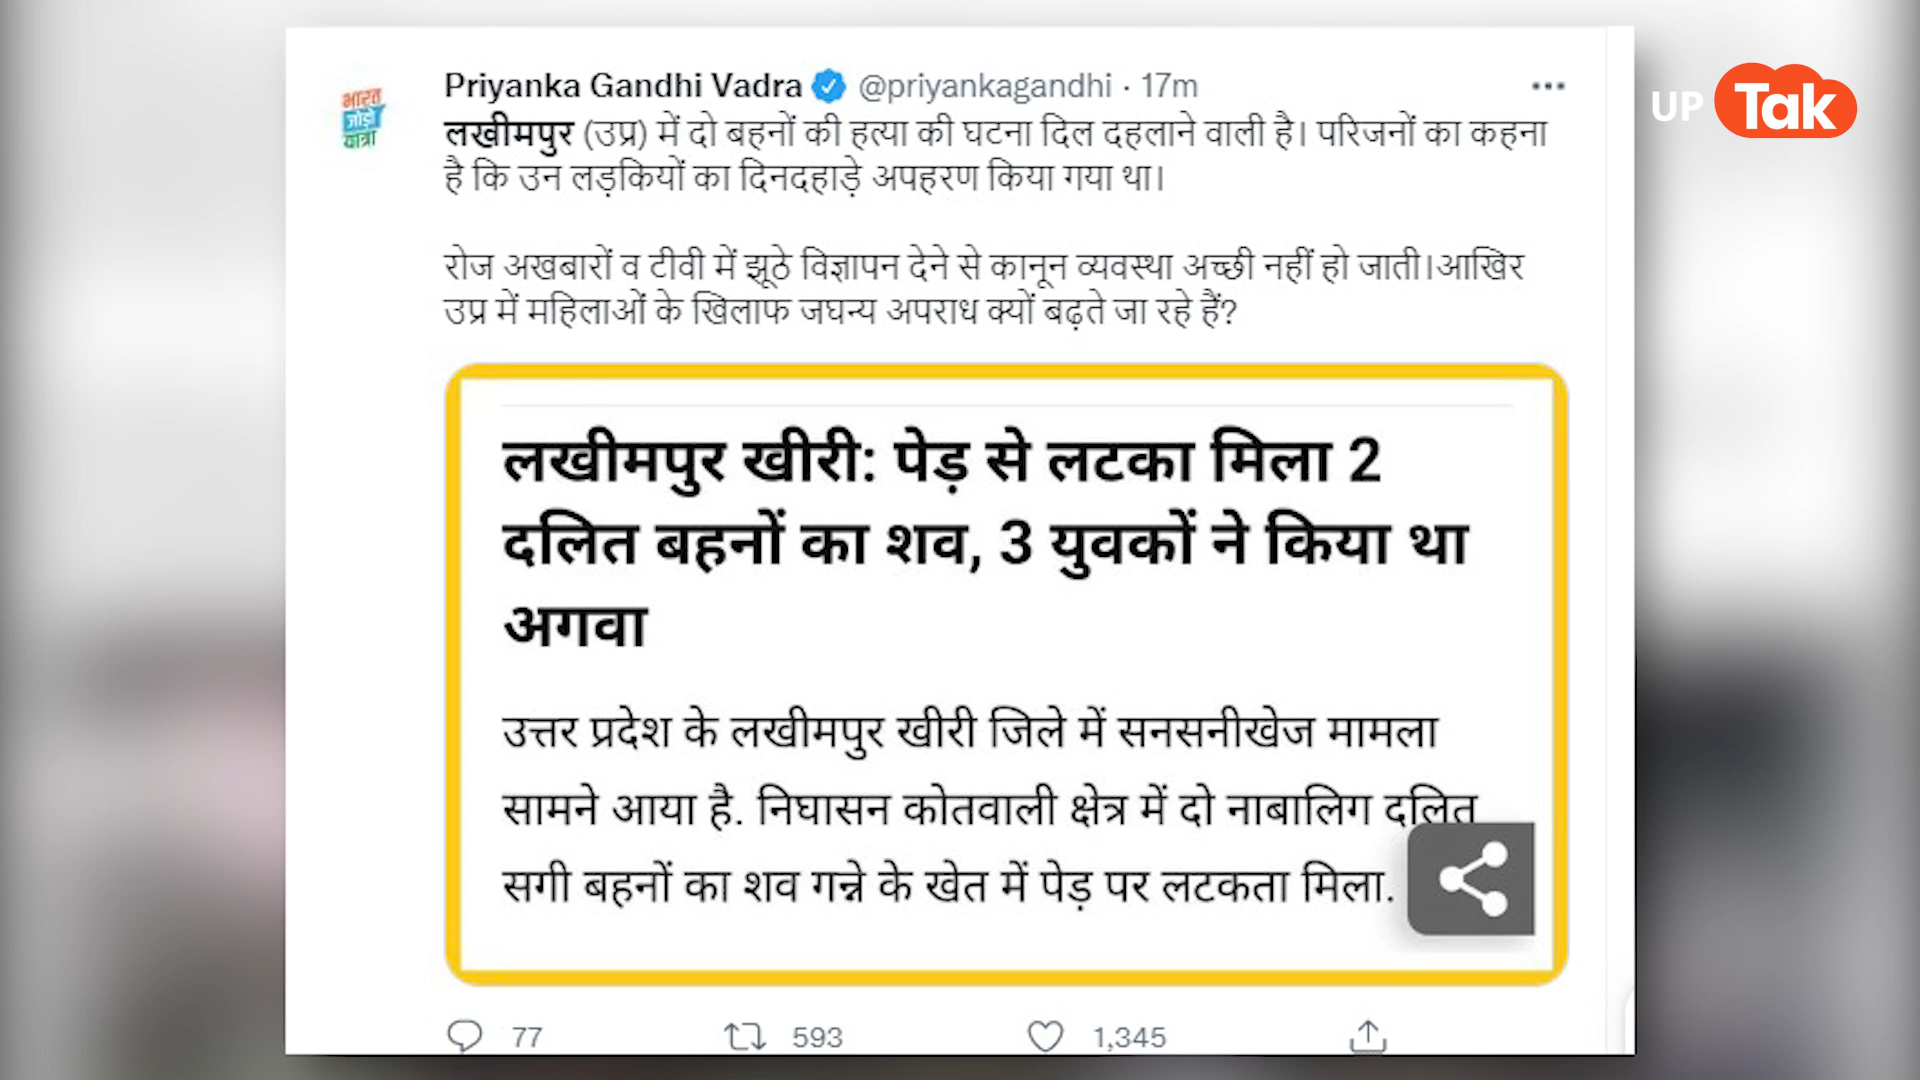 Priyanka Gandhi Vadra @priyankagandhi · 17m
लखीमपुर (उप्र) में दो बहनों की हत्या की घटना दिल दहलाने वाली है। परिजनों का कहना
है कि उन लड़कियों का दिनदहाड़े अपहरण किया गया था।
रोज अखबारों व टीवी में झूठे विज्ञापन देने से कानून व्यवस्था अच्छी नहीं हो जाती।आखिर
उप्र में महिलाओं के खिलाफ जघन्य अपराध क्यों बढ़ते जा रहे हैं?
लखीमपुर खीरी: पेड़ से लटका मिला 2
दलित बहनों का शव, 3 युवकों ने किया था
अगवा
उत्तर प्रदेश के लखीमपुर खीरी जिले में सनसनीखेज मामला
सामने आया है. निघासन कोतवाली क्षेत्र में दो नाबालिग दलित
सगी बहनों का शव गन्ने के खेत में पेड़ पर लटकता मिला.
77 593 1,345
भारत
जोड़ो
यात्रा
UP Tak